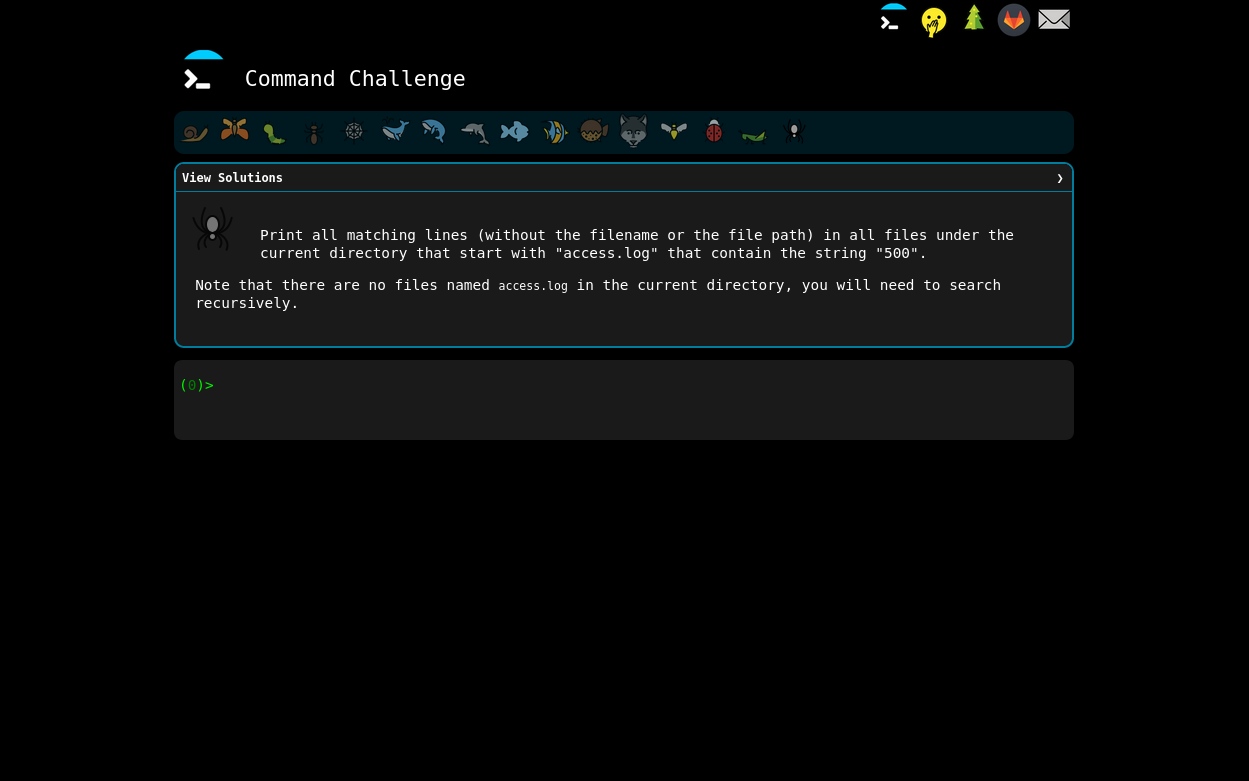 Command Challenge
View Solutions
Print all matching lines (without the filename or the file path) in all files under the
current directory that start with "access.log" that contain the string "500".
Note that there are no files named access.log in the current directory, you will need to search
recursively.
(0)>